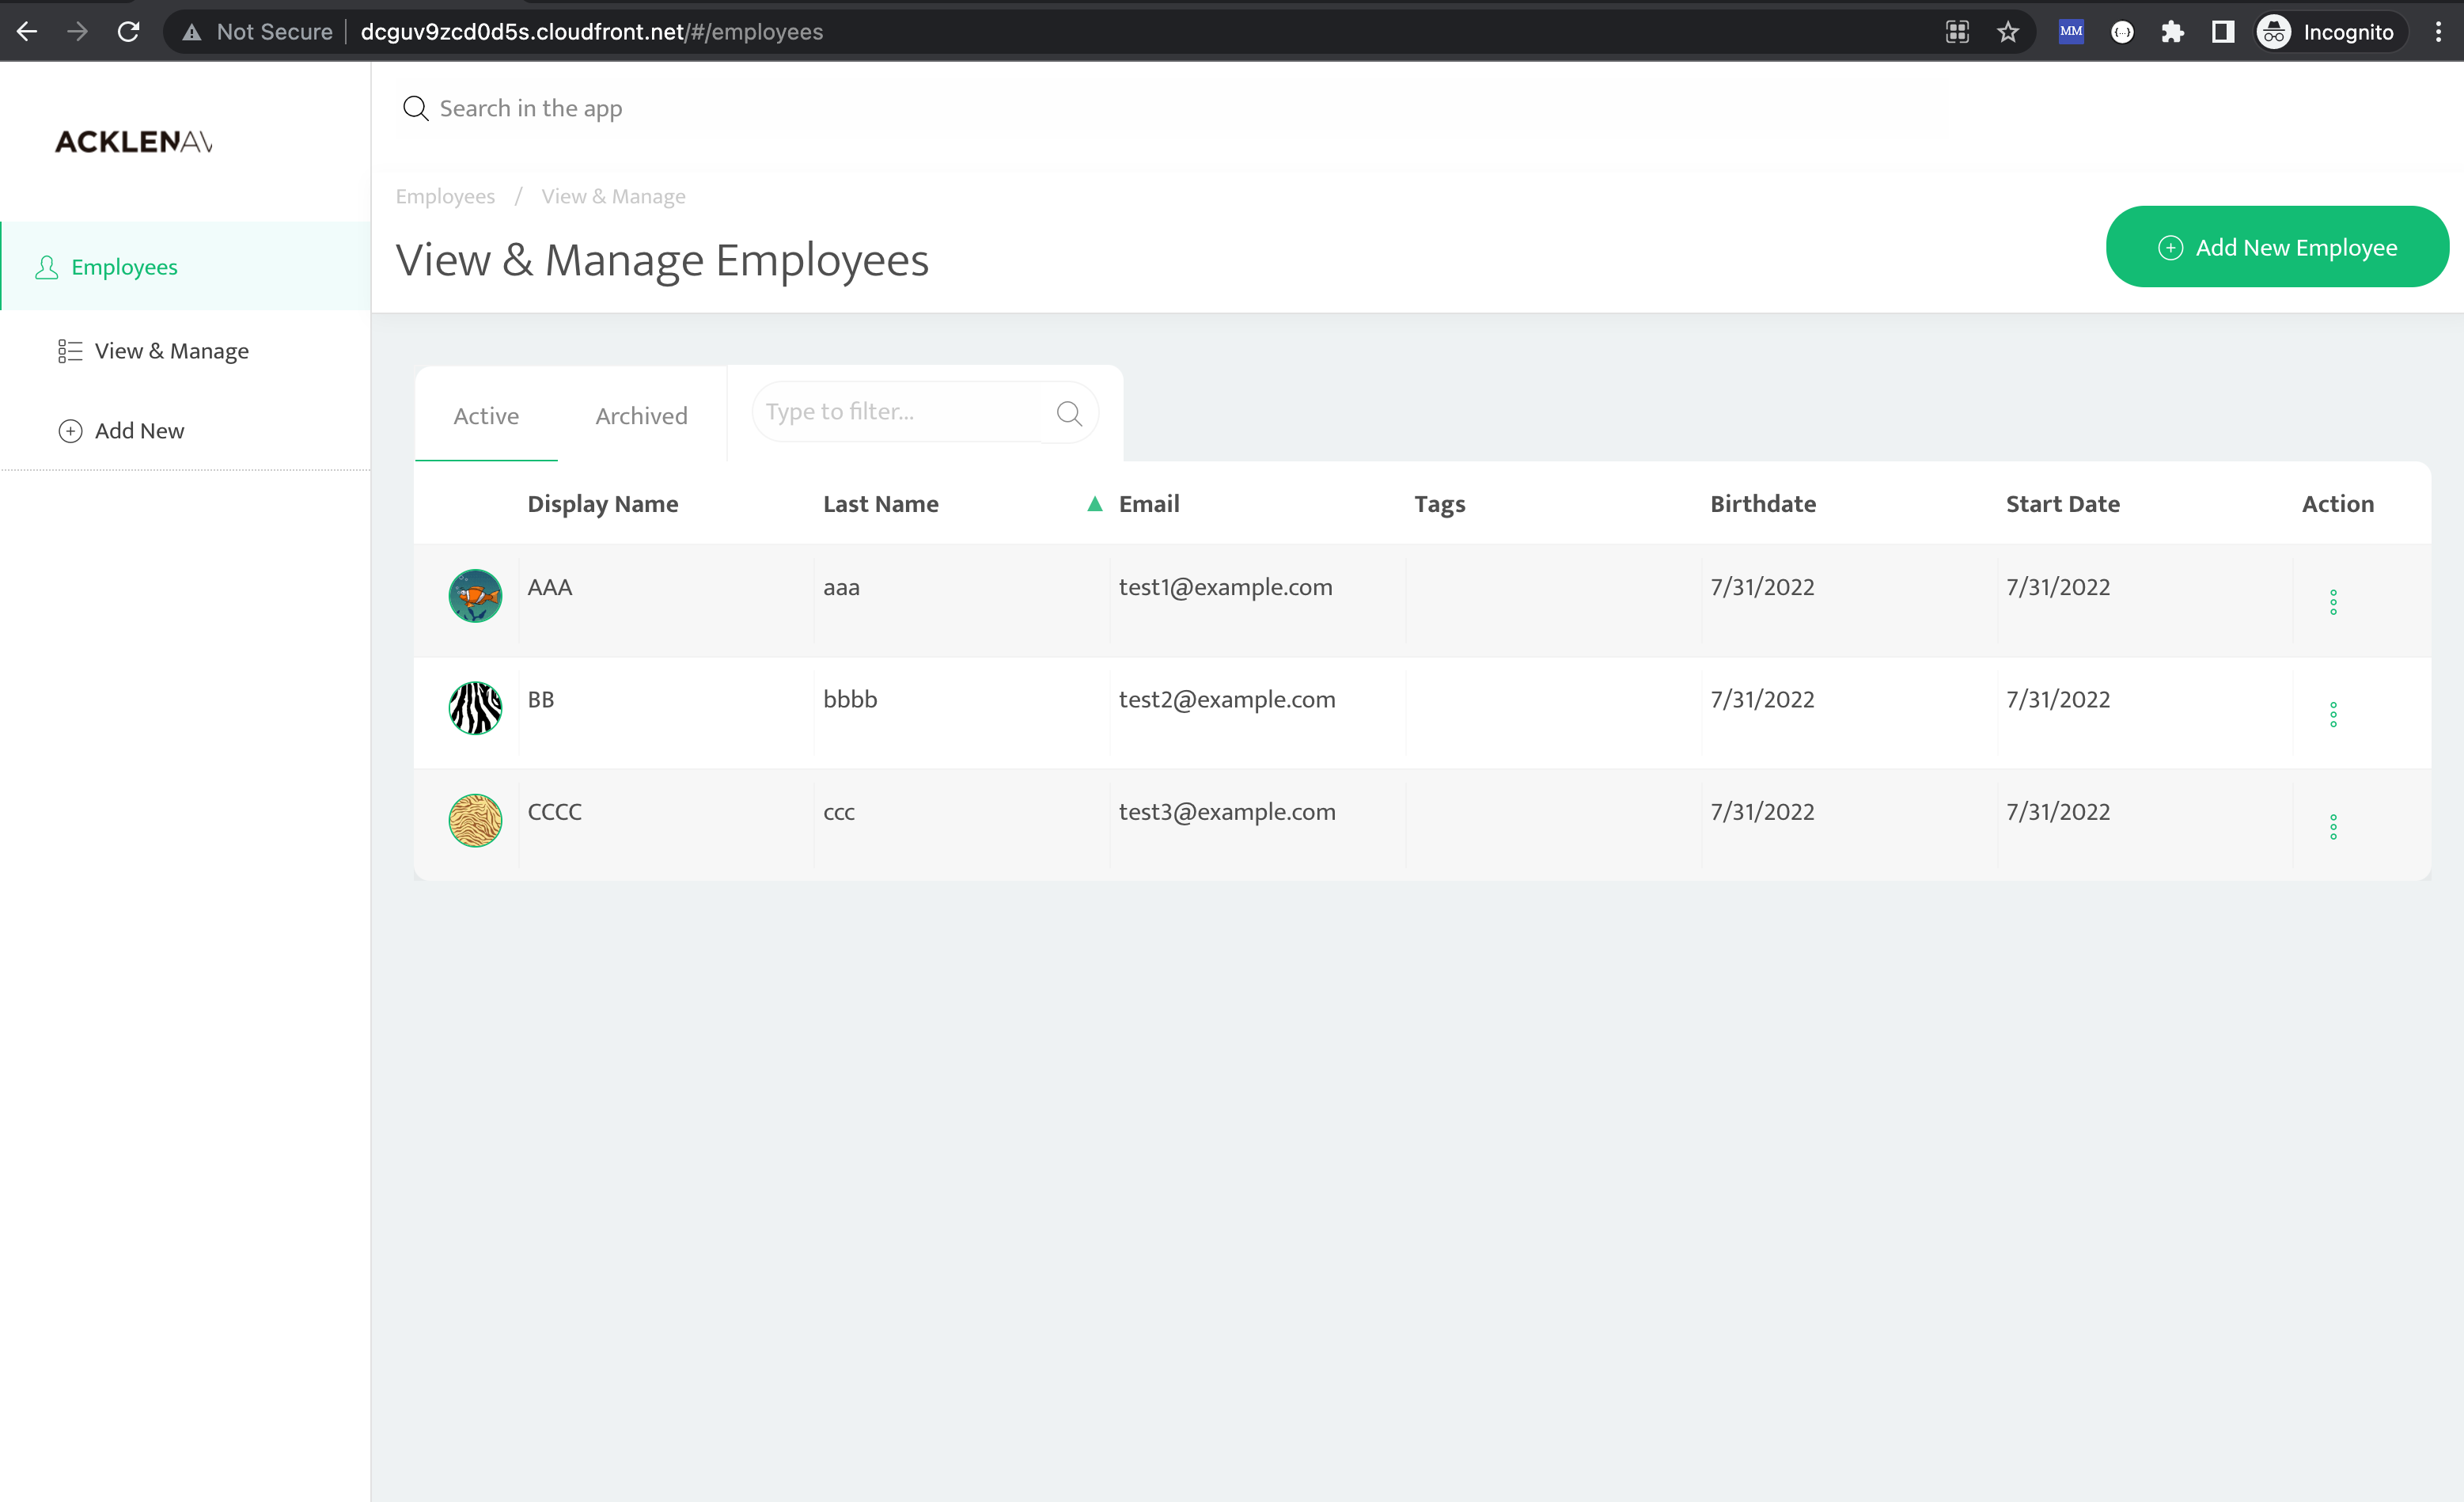 Not Secure dcguv9zcd0d5s.cloudfront.net/#/employees MM {...} Incognito
Search in the app
ACKLENAV
Employees / View & Manage
View & Manage Employees
Add New Employee
Employees
View & Manage
Add New
Active Archived Type to filter...
Display Name Last Name Email Tags Birthdate Start Date Action
AAA aaa test1@example.com 7/31/2022 7/31/2022
BB bbbb test2@example.com 7/31/2022 7/31/2022
CCCC ccc test3@example.com 7/31/2022 7/31/2022